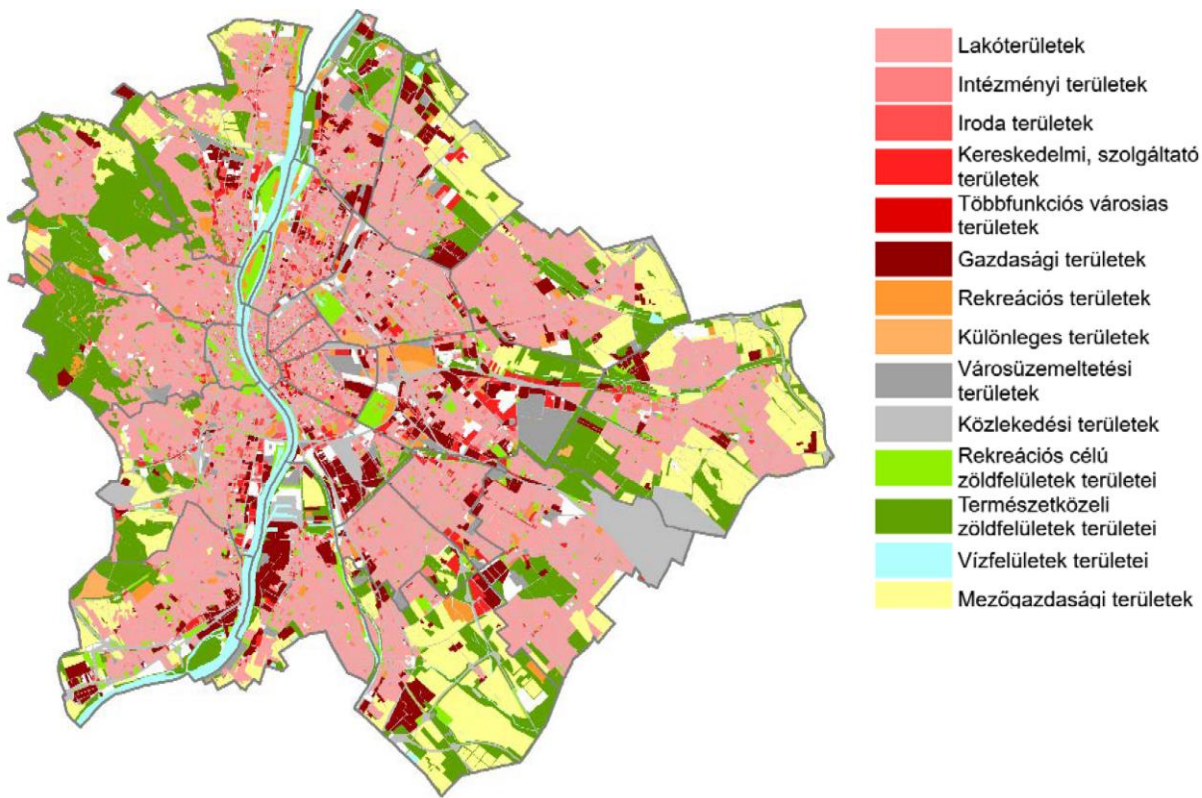 Lakóterületek
Intézményi területek
Iroda területek
Kereskedelmi, szolgáltató
területek
Többfunkciós városias
területek
Gazdasági területek
Rekreációs területek
Különleges területek
Városüzemeltetési
területek
Közlekedési területek
Rekreációs célú
zöldfelületek területei
Természetközeli
zöldfelületek területei
Vízfelületek területei
Mezőgazdasági területek